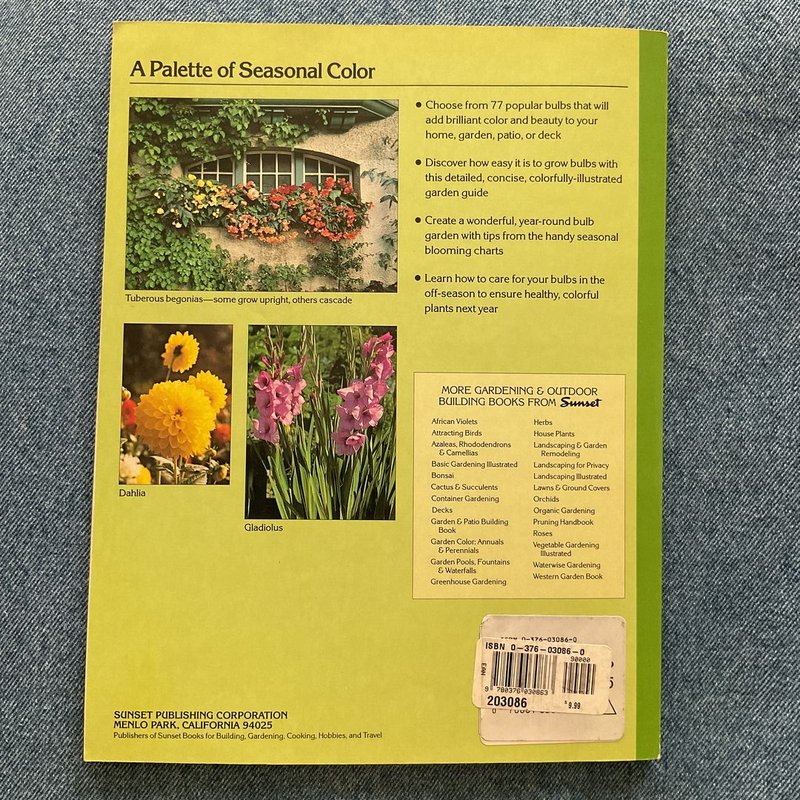 A Palette of Seasonal Color
Tuberous begonias—some grow upright, others cascade
Dahlia
Gladiolus
• Choose from 77 popular bulbs that will
add brilliant color and beauty to your
home, garden, patio, or deck
• Discover how easy it is to grow bulbs with
this detailed, concise, colorfully-illustrated
garden guide
• Create a wonderful, year-round bulb
garden with tips from the handy seasonal
blooming charts
• Learn how to care for your bulbs in the
off-season to ensure healthy, colorful
plants next year
MORE GARDENING & OUTDOOR
BUILDING BOOKS FROM Sunset
African Violets
Attracting Birds
Azaleas, Rhododendrons
& Camellias
Basic Gardening Illustrated
Bonsai
Cactus & Succulents
Container Gardening
Decks
Garden & Patio Building
Book
Garden Color: Annuals
& Perennials
Garden Pools, Fountains
& Waterfalls
Greenhouse Gardening
Herbs
House Plants
Landscaping & Garden
Remodeling
Landscaping for Privacy
Landscaping Illustrated
Lawns & Ground Covers
Orchids
Organic Gardening
Pruning Handbook
Roses
Vegetable Gardening
Illustrated
Waterwise Gardening
Western Garden Book
ISBN 0-376-03086-0
ISBN 0-376-03086-0
90000
EAN
9 780376 030863
203086
$9.99
SUNSET PUBLISHING CORPORATION
MENLO PARK, CALIFORNIA 94025
Publishers of Sunset Books for Building, Gardening, Cooking, Hobbies, and Travel